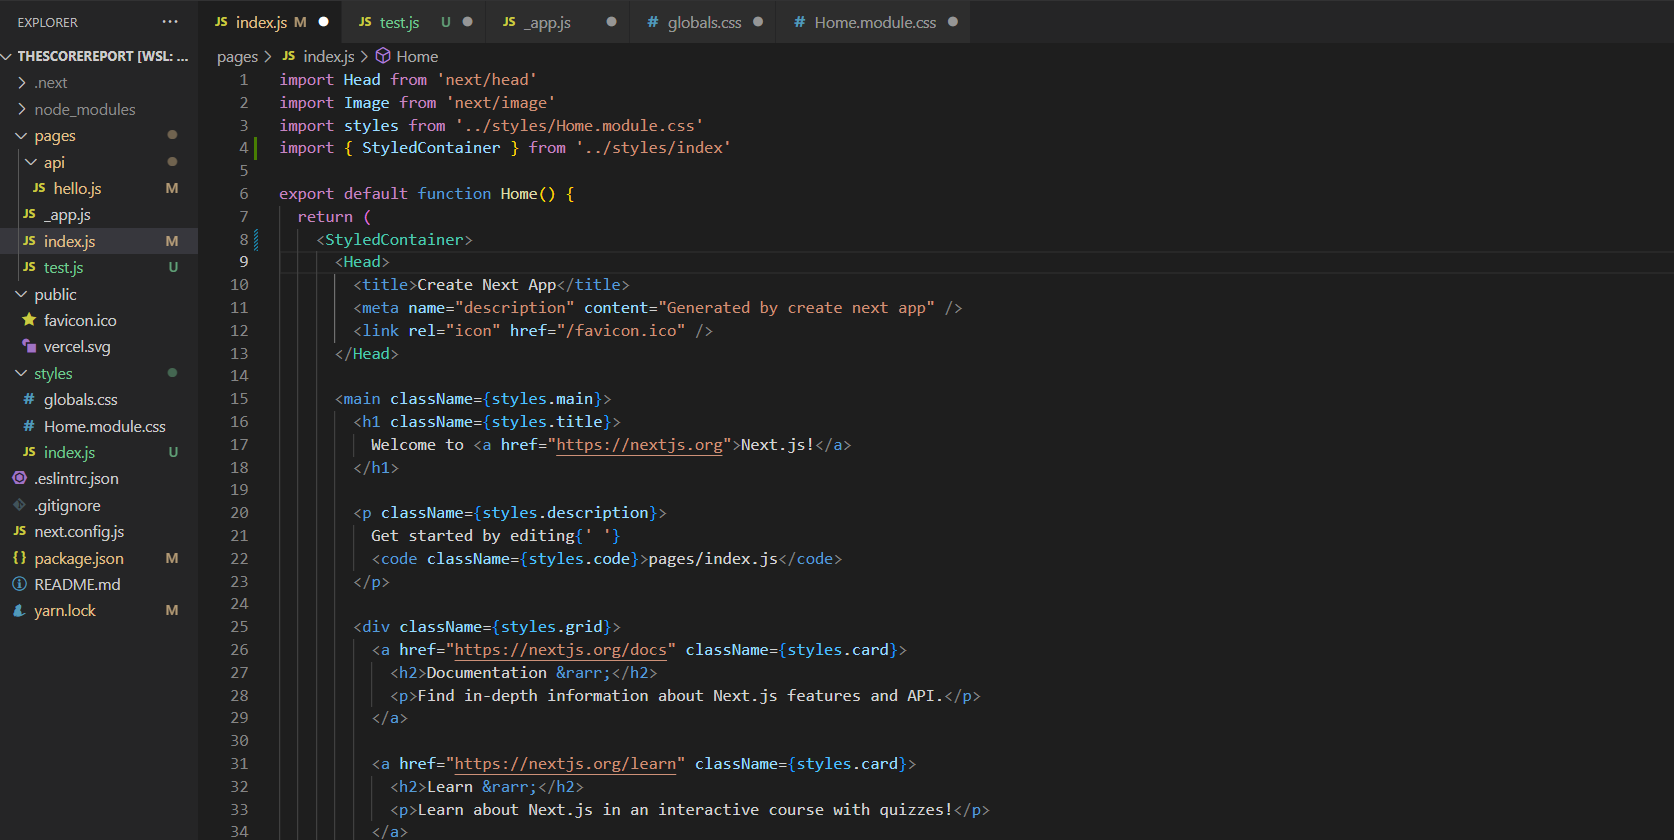 EXPLORER ···
THESCOREREPORT [WSL: ...
.next
node_modules
pages
api
JS hello.js M
JS _app.js
JS index.js M
JS test.js U
public
favicon.ico
vercel.svg
styles
# globals.css
# Home.module.css
JS index.js U
.eslintrc.json
.gitignore
JS next.config.js
{} package.json M
README.md
yarn.lock M
JS index.js M
JS test.js U
JS _app.js
# globals.css
# Home.module.css
pages > JS index.js > Home
1 import Head from 'next/head'
2 import Image from 'next/image'
3 import styles from '../styles/Home.module.css'
4 import { StyledContainer } from '../styles/index'
5
6 export default function Home() {
7 return (
8 <StyledContainer>
9 <Head>
10 <title>Create Next App</title>
11 <meta name="description" content="Generated by create next app" />
12 <link rel="icon" href="/favicon.ico" />
13 </Head>
14
15 <main className={styles.main}>
16 <h1 className={styles.title}>
17 Welcome to <a href="https://nextjs.org">Next.js!</a>
18 </h1>
19
20 <p className={styles.description}>
21 Get started by editing{' '}
22 <code className={styles.code}>pages/index.js</code>
23 </p>
24
25 <div className={styles.grid}>
26 <a href="https://nextjs.org/docs" className={styles.card}>
27 <h2>Documentation &rarr;</h2>
28 <p>Find in-depth information about Next.js features and API.</p>
29 </a>
30
31 <a href="https://nextjs.org/learn" className={styles.card}>
32 <h2>Learn &rarr;</h2>
33 <p>Learn about Next.js in an interactive course with quizzes!</p>
34 </a>